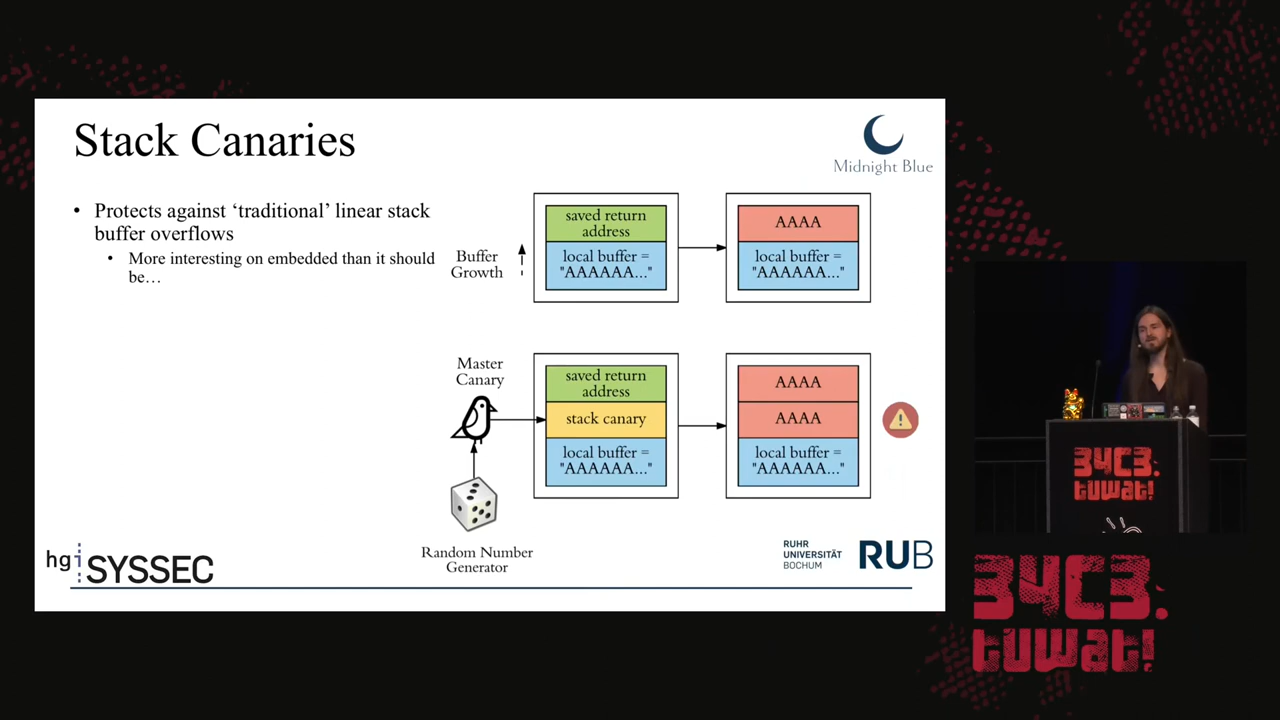 Stack Canaries
Midnight Blue
• Protects against ‘traditional’ linear stack
buffer overflows
• More interesting on embedded than it should
be…
Buffer
Growth
saved return
address
local buffer =
"AAAAAA..."
AAAA
local buffer =
"AAAAAA..."
Master
Canary
saved return
address
stack canary
local buffer =
"AAAAAA..."
AAAA
AAAA
local buffer =
"AAAAAA..."
Random Number
Generator
hgi SYSSEC
RUHR
UNIVERSITÄT
BOCHUM
RUB
34C3.
tuwat!
34C3.
tuwat!